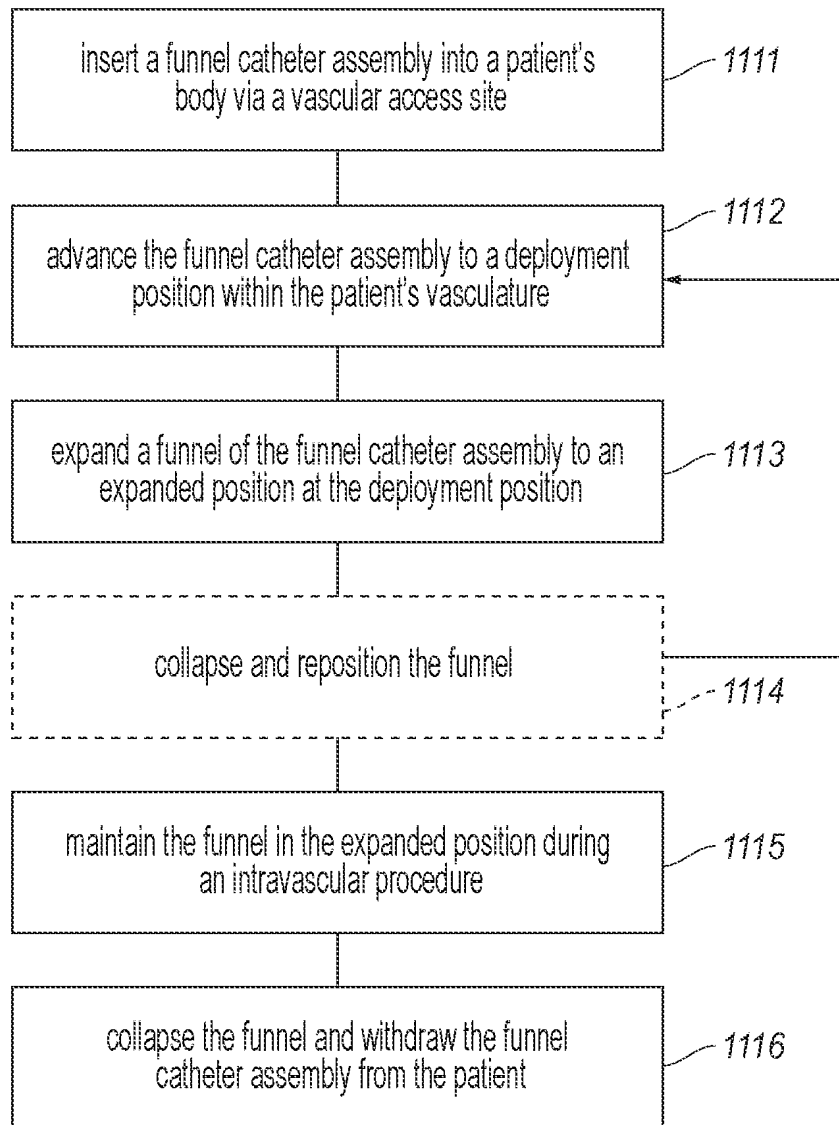 insert a funnel catheter assembly into a patient's
body via a vascular access site
1111
advance the funnel catheter assembly to a deployment
position within the patient's vasculature
1112
expand a funnel of the funnel catheter assembly to an
expanded position at the deployment position
1113
collapse and reposition the funnel
1114
maintain the funnel in the expanded position during
an intravascular procedure
1115
collapse the funnel and withdraw the funnel
catheter assembly from the patient
1116